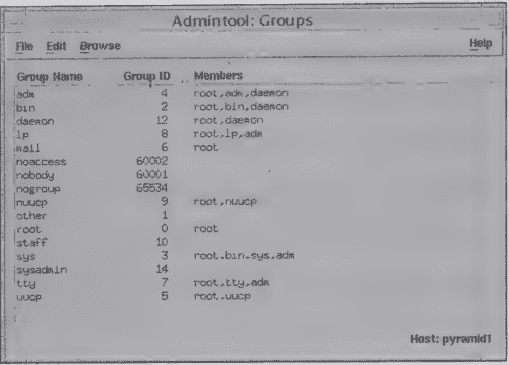 Admintool: Groups
File Edit Browse Help
Group Name Group ID Members
adm 4 root,adm,daemon
bin 2 root,bin,daemon
daemon 12 root,daemon
lp 8 root,lp,adm
mail 6 root
noaccess 60002
nobody 60001
nogroup 65534
nuucp 9 root,nuucp
other 1
root 0 root
staff 10
sys 3 root,bin,sys,adm
sysadmin 14
tty 7 root,tty,adm
uucp 5 root,uucp
Host: pyramid1